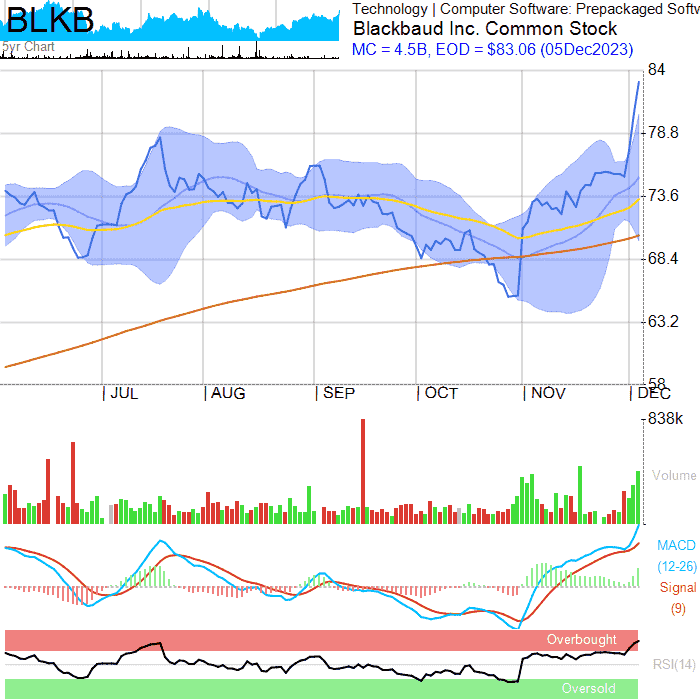 BLKB
5yr Chart
Technology | Computer Software: Prepackaged Softw
Blackbaud Inc. Common Stock
MC = 4.5B, EOD = $83.06 (05Dec2023)
84
78.8
73.6
68.4
63.2
58
JUL AUG SEP OCT NOV DEC
838k
Volume
MACD
(12-26)
Signal
(9)
Overbought
RSI(14)
Oversold